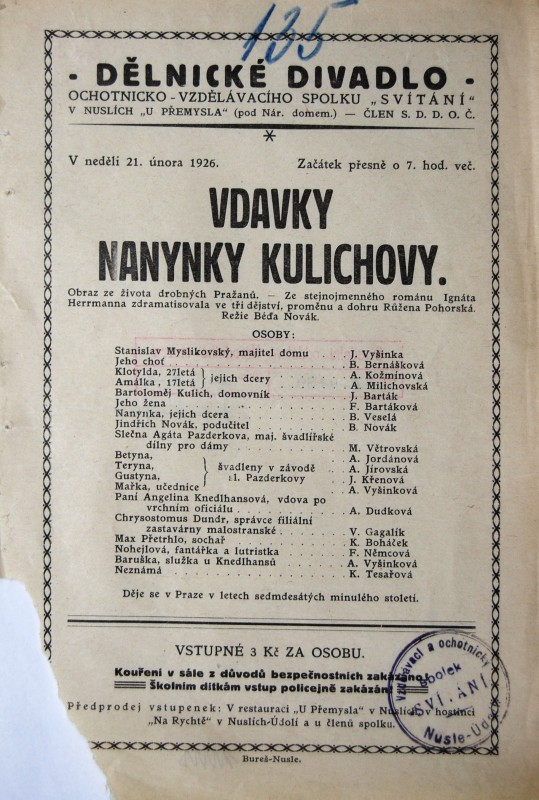 135
- DĚLNICKÉ DIVADLO -
OCHOTNICKO - VZDĚLÁVACÍHO SPOLKU „SVÍTÁNÍ"
V NUSLÍCH „U PŘEMYSLA" (pod Nár. domem.) — ČLEN S. D. D. O. Č.
*
V neděli 21. února 1926. Začátek přesně o 7. hod. več.
VDAVKY
NANYNKY KULICHOVY.
Obraz ze života drobných Pražanů. — Ze stejnojmenného románu Ignáta
Herrmanna zdramatisovala ve tři dějství, proměnu a dohru Růžena Pohorská.
Režie Béďa Novák.
OSOBY:
Stanislav Myslikovský, majitel domu . . . J. Vyšinka
Jeho choť . . . B. Bernášková
Klotylda, 27letá } jejich dcery . . . A. Kožmínová
Amálka, 17letá } . . . A. Milichovská
Bartoloměj Kulich, domovník . . . J. Barták
Jeho žena . . . F. Bartáková
Nanynka, jejich dcera . . . B. Veselá
Jindřich Novák, podučitel . . . B. Novák
Slečna Agáta Pazderkova, maj. švadlířské
dílny pro dámy . . . M. Větrovská
Betyna, A. Jordánová
Teryna, } švadleny v závodě . . A. Jírovská
Gustyna, } sl. Pazderkovy . . J. Křenová
Mařka, učednice } A. Vyšinková
Paní Angelina Knedlhansová, vdova po
vrchním oficiálu . . . A. Dudková
Chrysostomus Dundr, správce filiální
zastavárny malostranské . . . V. Gagalík
Max Přetrhlo, sochař . . . K. Boháček
Nohejlová, fantářka a lutristka . . . F. Němcová
Baruška, služka u Knedlhansů . . . A. Vyšinková
Neznámá . . . K. Tesařová
Děje se v Praze v letech sedmdesátých minulého století.
VSTUPNÉ 3 Kč ZA OSOBU.
Kouření v sále z důvodů bezpečnostních zakázáno.
Školním dítkám vstup policejně zakázán
Předprodej vstupenek: V restauraci „U Přemysla" v Nuslích v hostinci
"Na Rychtě" v Nuslích-Údolí a u členů spolku.
Vzdělávací a ochotnický
spolek
SVÍTÁNÍ
Nusle-Údolí
Bureš-Nusle.